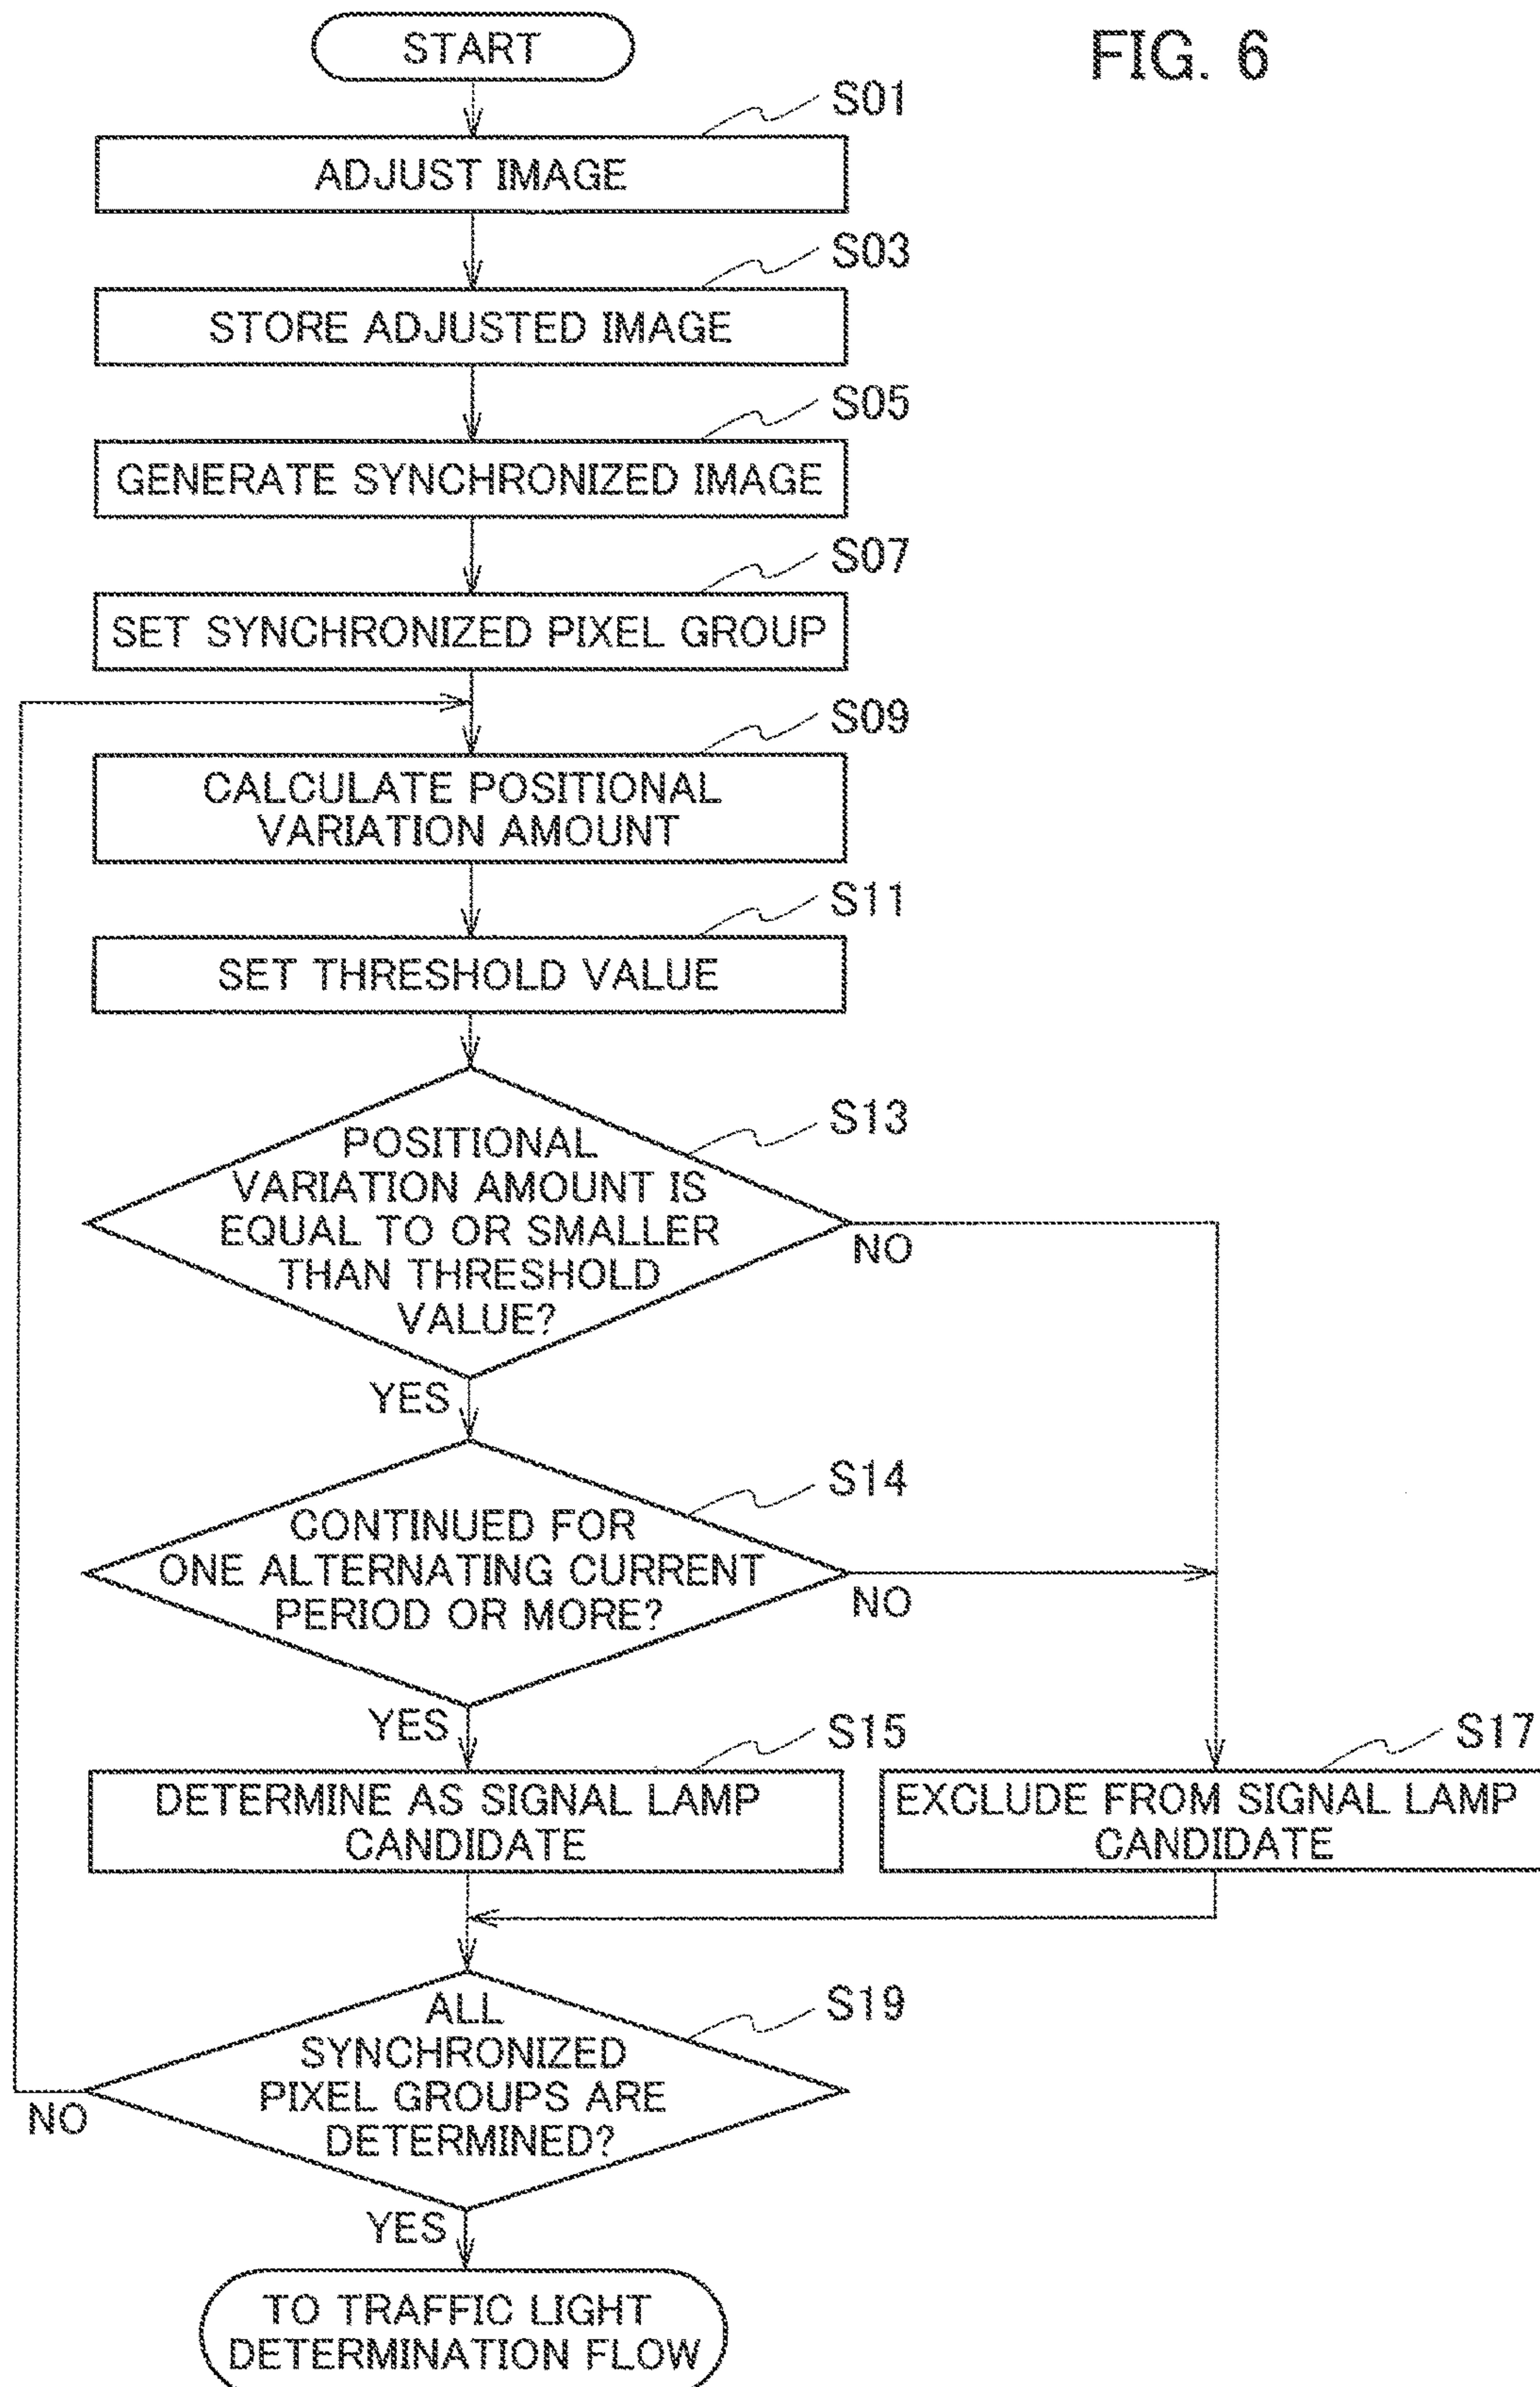 FIG. 6
START
S01
ADJUST IMAGE
S03
STORE ADJUSTED IMAGE
S05
GENERATE SYNCHRONIZED IMAGE
S07
SET SYNCHRONIZED PIXEL GROUP
S09
CALCULATE POSITIONAL
VARIATION AMOUNT
S11
SET THRESHOLD VALUE
S13
POSITIONAL
VARIATION AMOUNT IS
EQUAL TO OR SMALLER
THAN THRESHOLD
VALUE?
NO
YES
S14
CONTINUED FOR
ONE ALTERNATING CURRENT
PERIOD OR MORE?
NO
YES
S15
DETERMINE AS SIGNAL LAMP
CANDIDATE
S17
EXCLUDE FROM SIGNAL LAMP
CANDIDATE
S19
ALL
SYNCHRONIZED
PIXEL GROUPS ARE
DETERMINED?
NO
YES
TO TRAFFIC LIGHT
DETERMINATION FLOW